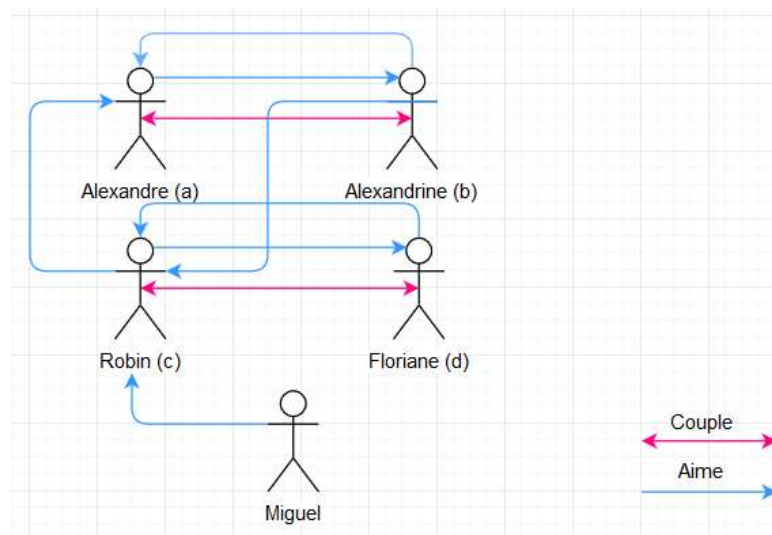 Alexandre (a)
Alexandrine (b)
Robin (c)
Floriane (d)
Couple
Aime
Miguel